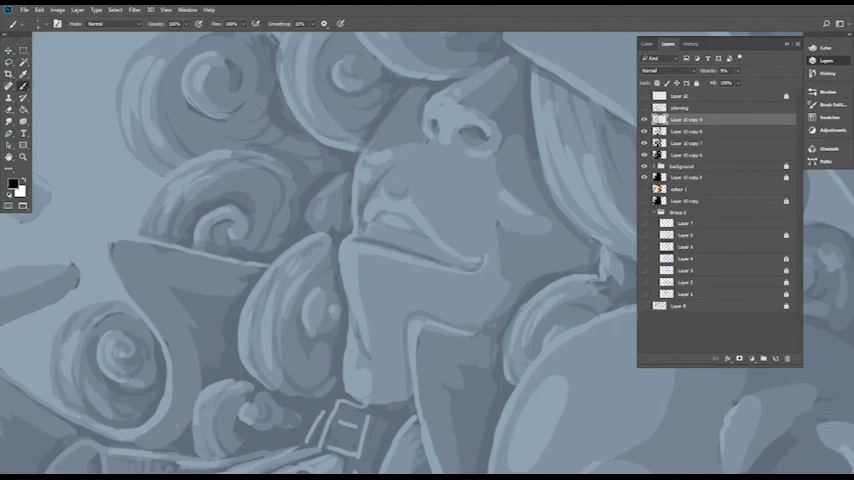 File Edit Image Layer Type Select Filter 3D View Window Help
Mode: Normal Opacity: 100% Flow: 100% Smoothing: 10%
Color Layers History
Kind
Normal Opacity: 9%
Lock: Fill: 100%
planning
Layer 10 copy 9
Layer 10 copy 8
Layer 10 copy 7
Layer 10 copy 6
background
Layer 10 copy 5
colour 1
Layer 10 copy
Group 2
Layer 7
Layer 6
Layer 5
Layer 4
Layer 3
Layer 2
Layer 1
Layer 8
Color
Layers
History
Brushes
Brush Setti...
Swatches
Adjustments
Channels
Paths